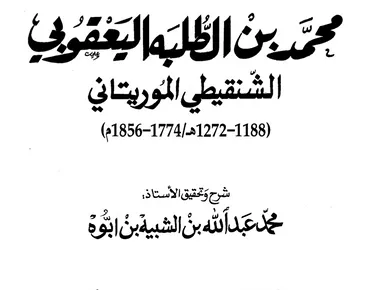 محمد بن الطلبه اليعقوبي
الشنقيطي الموريتاني
(1188–1272هـ/1774–1856م)
شرح وتحقيق الأستاذ:
محمد عبد الله بن الشبيه بن ابوه